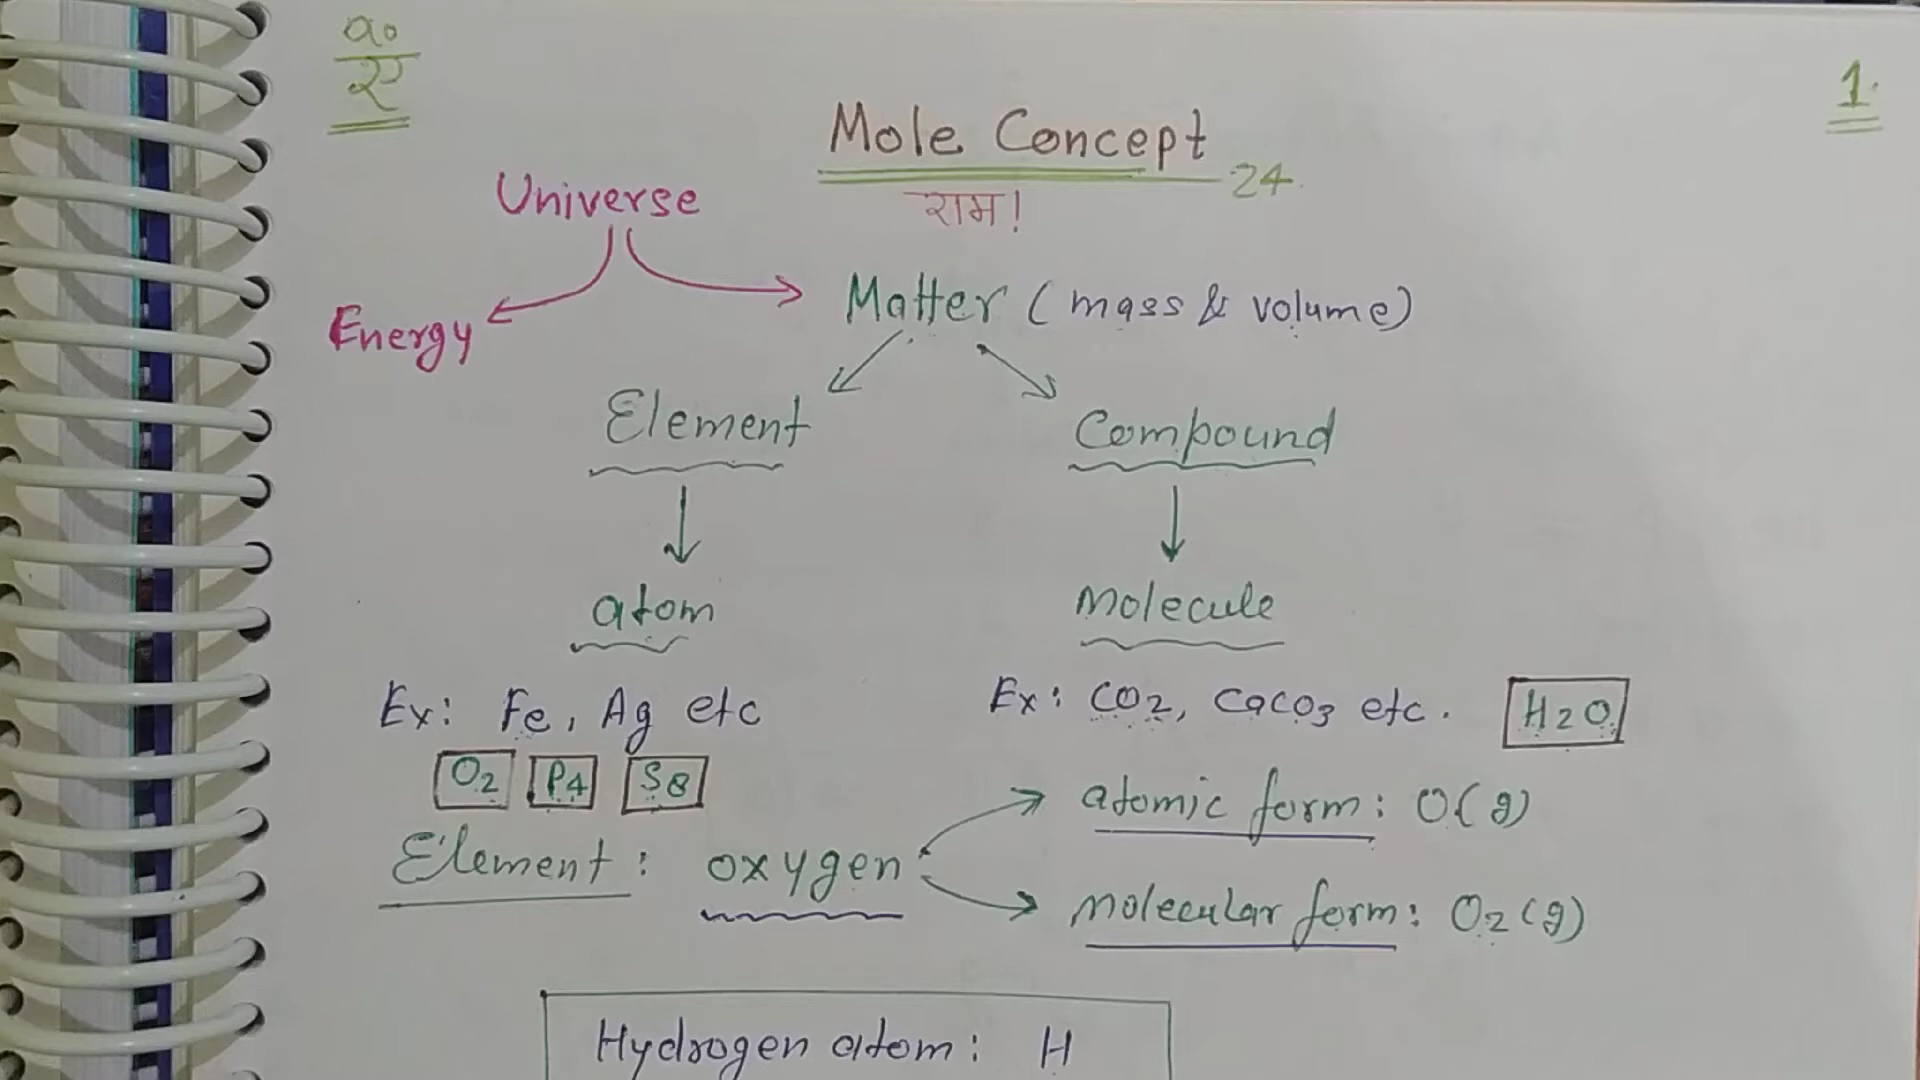 1.
Mole Concept
24
राम!
Universe
Energy
Matter (mass & volume)
Element Compound
atom Molecule
Ex: Fe, Ag etc
Ex: CO2, CaCO3 etc. H2O
O2 P4 S8
Element: oxygen
atomic form: O(g)
molecular form: O2(g)
Hydrogen atom: H